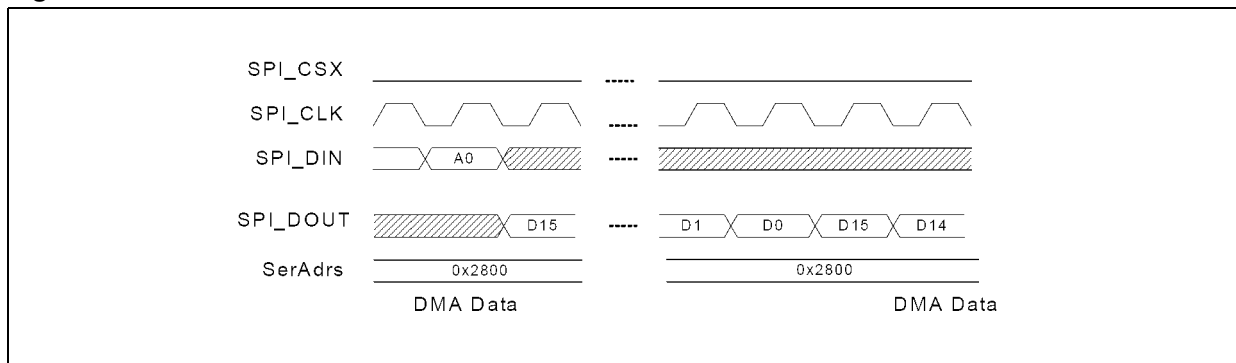 SPI_CSX
SPI_CLK
SPI_DIN A0
SPI_DOUT D15 D1 D0 D15 D14
SerAdrs 0x2800 0x2800
DMA Data DMA Data